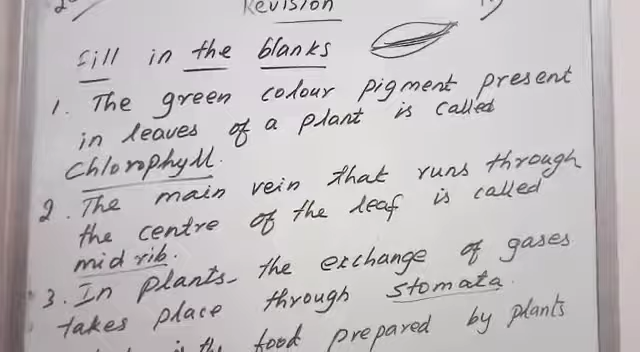 Revision
Fill in the blanks
1. The green colour pigment present
in leaves of a plant is called
Chlorophyll.
2. The main vein that runs through
the centre of the leaf is called
mid rib.
3. In Plants, the exchange of gases
takes place through stomata.
is the food prepared by plants